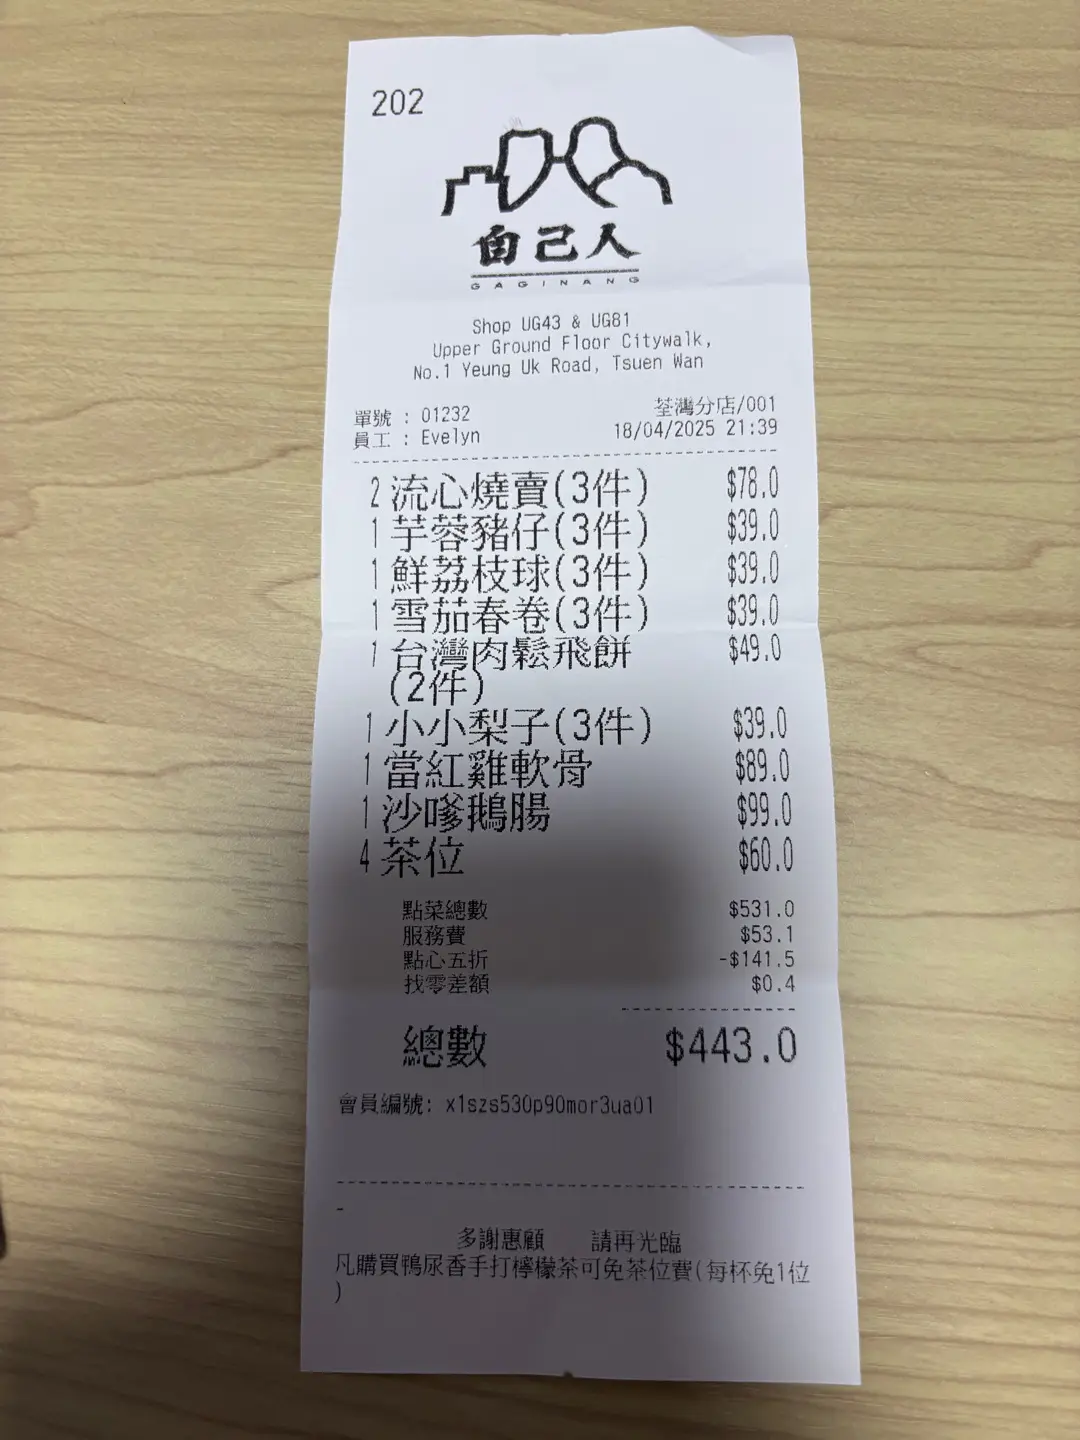 202
自己人
GAGINANG
Shop UG43 & UG81
Upper Ground Floor Citywalk,
No.1 Yeung Uk Road, Tsuen Wan
單號 : 01232 荃灣分店/001
員工 : Evelyn 18/04/2025 21:39
2 流心燒賣(3件) $78.0
1 芋蓉豬仔(3件) $39.0
1 鮮荔枝球(3件) $39.0
1 雪茄春卷(3件) $39.0
1 台灣肉鬆飛餅 $49.0
(2件)
1 小小梨子(3件) $39.0
1 當紅雞軟骨 $89.0
1 沙嗲鵝腸 $99.0
4 茶位 $60.0
點菜總數 $531.0
服務費 $53.1
點心五折 -$141.5
找零差額 $0.4
總數 $443.0
會員編號: x1szs530p90mor3ua01
-
多謝惠顧 請再光臨
凡購買鴨尿香手打檸檬茶可免茶位費(每杯免1位
)